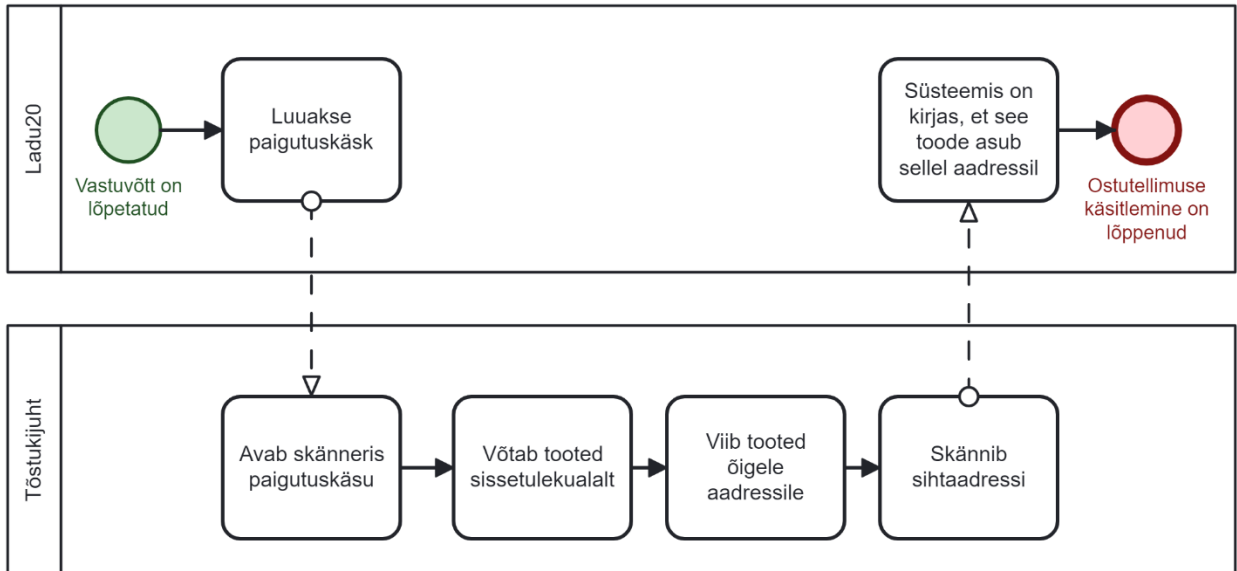 Ladu20
Vastuvõtt on
lõpetatud
Luuakse
paigutuskäsk
Süsteemis on
kirjas, et see
toode asub
sellel aadressil
Ostutellimuse
käsitlemine on
lõppenud
Tõstukijuht
Avab skänneris
paigutuskäsu
Võtab tooted
sissetulekualalt
Viib tooted
õigele
aadressile
Skännib
sihtaadressi